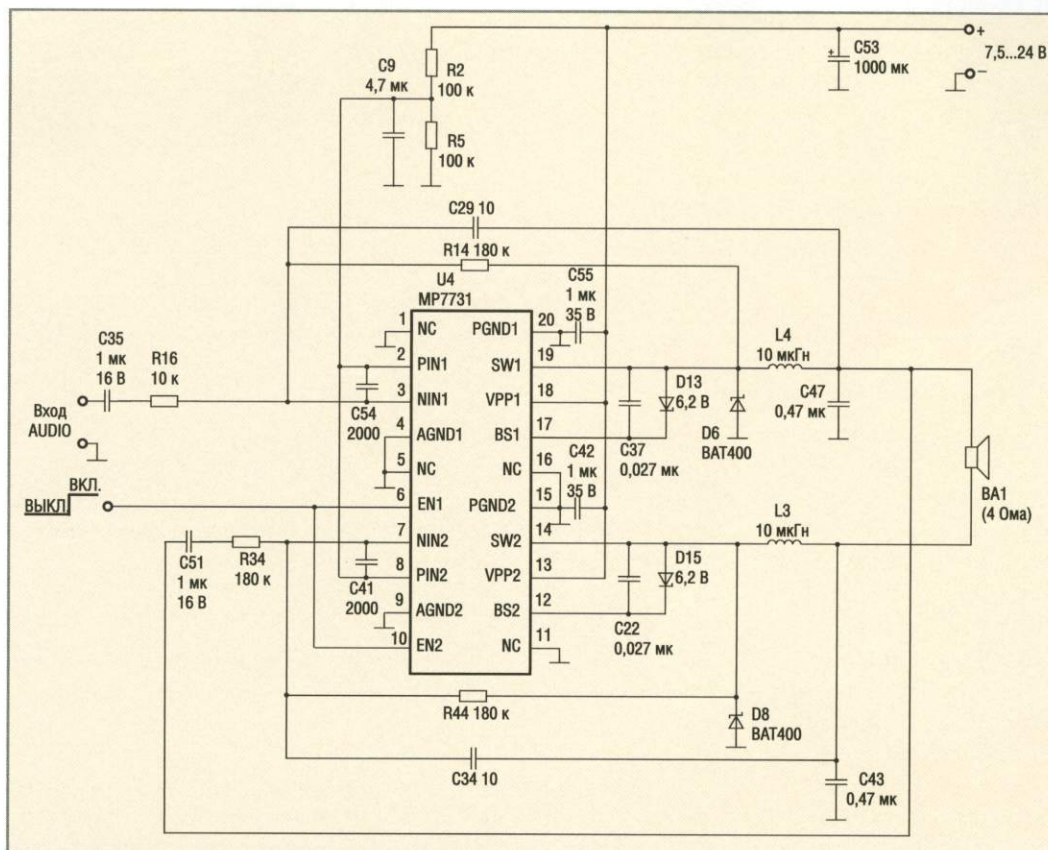 C9
4,7 мк
R2
100 к
R5
100 к
C53
1000 мк
+
+
7,5...24 В
−
C29 10
R14 180 к
U4
MP7731
C55
1 мк
35 В
C35
1 мк
16 В
R16
10 к
Вход
AUDIO
ВЫКЛ.
ВКЛ.
C51
1 мк
16 В
R34
180 к
C54
2000
C41
2000
1
NC
2
PIN1
3
NIN1
4
AGND1
5
NC
6
EN1
7
NIN2
8
PIN2
9
AGND2
10
EN2
PGND1
20
SW1
19
VPP1
18
BS1
17
NC
16
PGND2
15
SW2
14
VPP2
13
BS2
12
NC
11
C42
1 мк
35 В
C37
0,027 мк
D13
6,2 В
D6
BAT400
L4
10 мкГн
C47
0,47 мк
BA1
(4 Ома)
L3
10 мкГн
D15
6,2 В
C22
0,027 мк
R44 180 к
D8
BAT400
C34 10
C43
0,47 мк